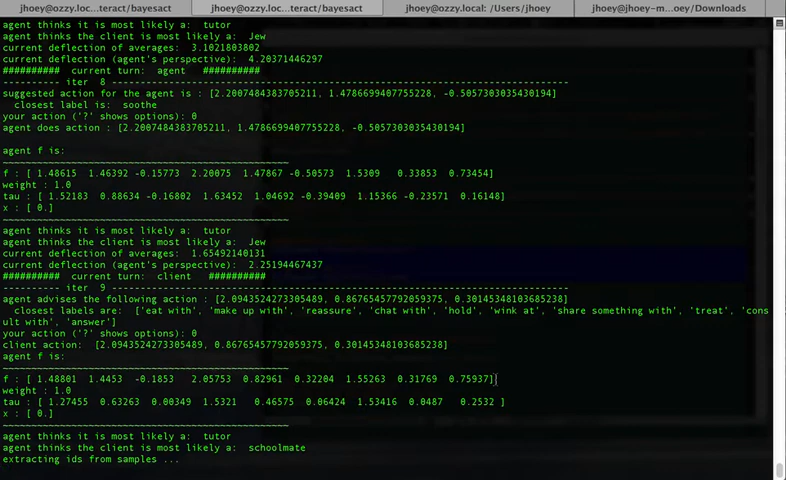 jhoey@ozzy.loc...teract/bayesact
jhoey@ozzy.loc...teract/bayesact
jhoey@ozzy.local: /Users/jhoey
jhoey@jhoey-m...oey/Downloads
agent thinks it is most likely a:  tutor
agent thinks the client is most likely a:  Jew
current deflection of averages:  3.1021803802
current deflection (agent's perspective):  4.20371446297
##########  current turn:  agent   ##########
---------- iter  8  --------------------------------------------------------------------------------
suggested action for the agent is : [2.2007484383705211, 1.4786699407755228, -0.5057303035430194]
  closest label is:  soothe
your action ('?' shows options): 0
agent does action : [2.2007484383705211, 1.4786699407755228, -0.5057303035430194]
agent f is:
~~~~~~~~~~~~~~~~~~~~~~~~~~~~~~~~~~~~~~~~~~~~~~~~~~~~~~~~~~
f : [ 1.48615  1.46392 -0.15773  2.20075  1.47867 -0.50573  1.5309   0.33853  0.73454]
weight : 1.0
tau : [ 1.52183  0.88634 -0.16802  1.63452  1.04692 -0.39409  1.15366 -0.23571  0.16148]
x : [ 0.]
~~~~~~~~~~~~~~~~~~~~~~~~~~~~~~~~~~~~~~~~~~~~~~~~~~~~~~~~~~
agent thinks it is most likely a:  tutor
agent thinks the client is most likely a:  Jew
current deflection of averages:  1.65492140131
current deflection (agent's perspective):  2.25194467437
##########  current turn:  client   ##########
---------- iter  9  --------------------------------------------------------------------------------
agent advises the following action : [2.0943524273305489, 0.86765457792059375, 0.30145348103685238]
  closest labels are:  ['eat with', 'make up with', 'reassure', 'chat with', 'hold', 'wink at', 'share something with', 'treat', 'cons
ult with', 'answer']
your action ('?' shows options): 0
client action:  [2.0943524273305489, 0.86765457792059375, 0.30145348103685238]
agent f is:
~~~~~~~~~~~~~~~~~~~~~~~~~~~~~~~~~~~~~~~~~~~~~~~~~~~~~~~~~~
f : [ 1.48801  1.4453  -0.1853   2.05753  0.82961  0.32204  1.55263  0.31769  0.75937]
weight : 1.0
tau : [ 1.27455  0.63263  0.00349  1.5321   0.46575  0.06424  1.53416  0.0487   0.2532 ]
x : [ 0.]
~~~~~~~~~~~~~~~~~~~~~~~~~~~~~~~~~~~~~~~~~~~~~~~~~~~~~~~~~~
agent thinks it is most likely a:  tutor
agent thinks the client is most likely a:  schoolmate
extracting ids from samples ...